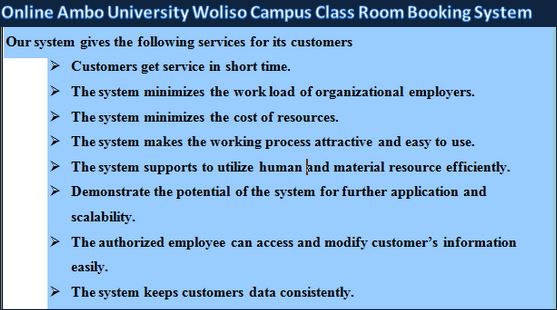 Online Ambo University Woliso Campus Class Room Booking System
Our system gives the following services for its customers
➢ Customers get service in short time.
➢ The system minimizes the work load of organizational employers.
➢ The system minimizes the cost of resources.
➢ The system makes the working process attractive and easy to use.
➢ The system supports to utilize human and material resource efficiently.
➢ Demonstrate the potential of the system for further application and
scalability.
➢ The authorized employee can access and modify customer’s information
easily.
➢ The system keeps customers data consistently.